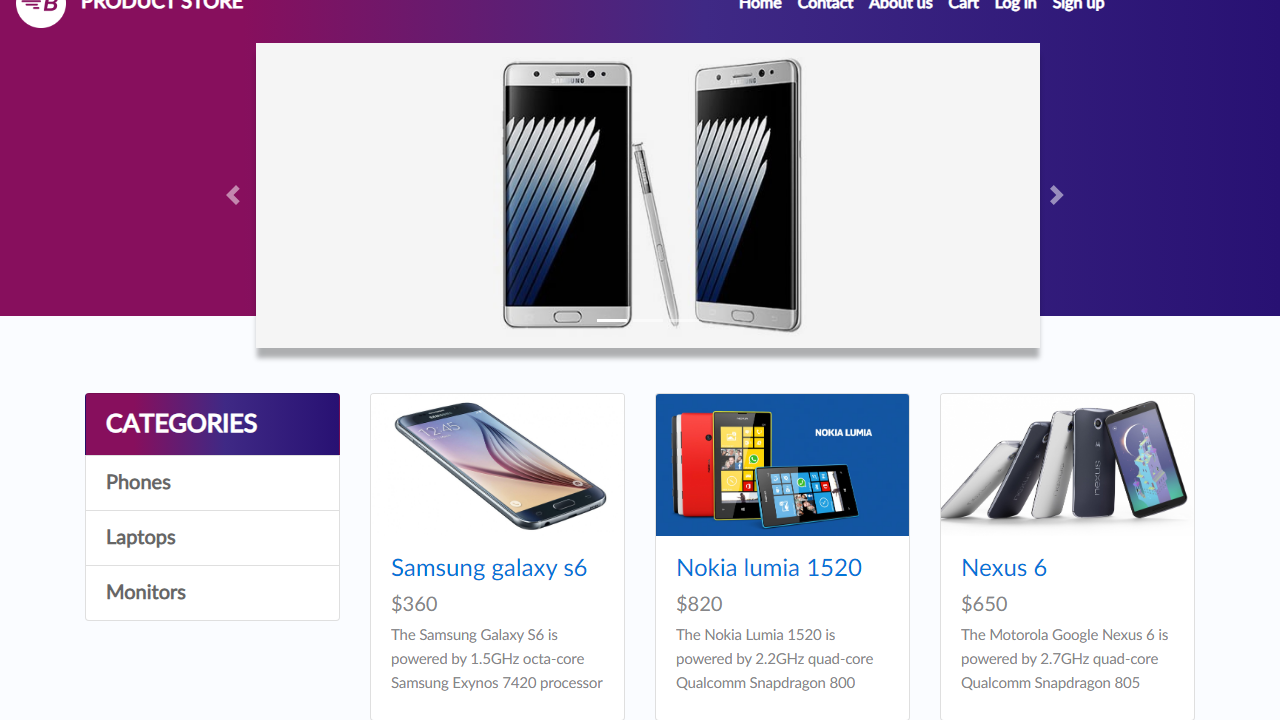 B PRODUCT STORE
Home Contact About us Cart Log in Sign up
SAMSUNG
NOKIA LUMIA
nexus
CATEGORIES
Phones
Laptops
Monitors
Samsung galaxy s6
$360
The Samsung Galaxy S6 is
powered by 1.5GHz octa-core
Samsung Exynos 7420 processor
Nokia lumia 1520
$820
The Nokia Lumia 1520 is
powered by 2.2GHz quad-core
Qualcomm Snapdragon 800
Nexus 6
$650
The Motorola Google Nexus 6 is
powered by 2.7GHz quad-core
Qualcomm Snapdragon 805